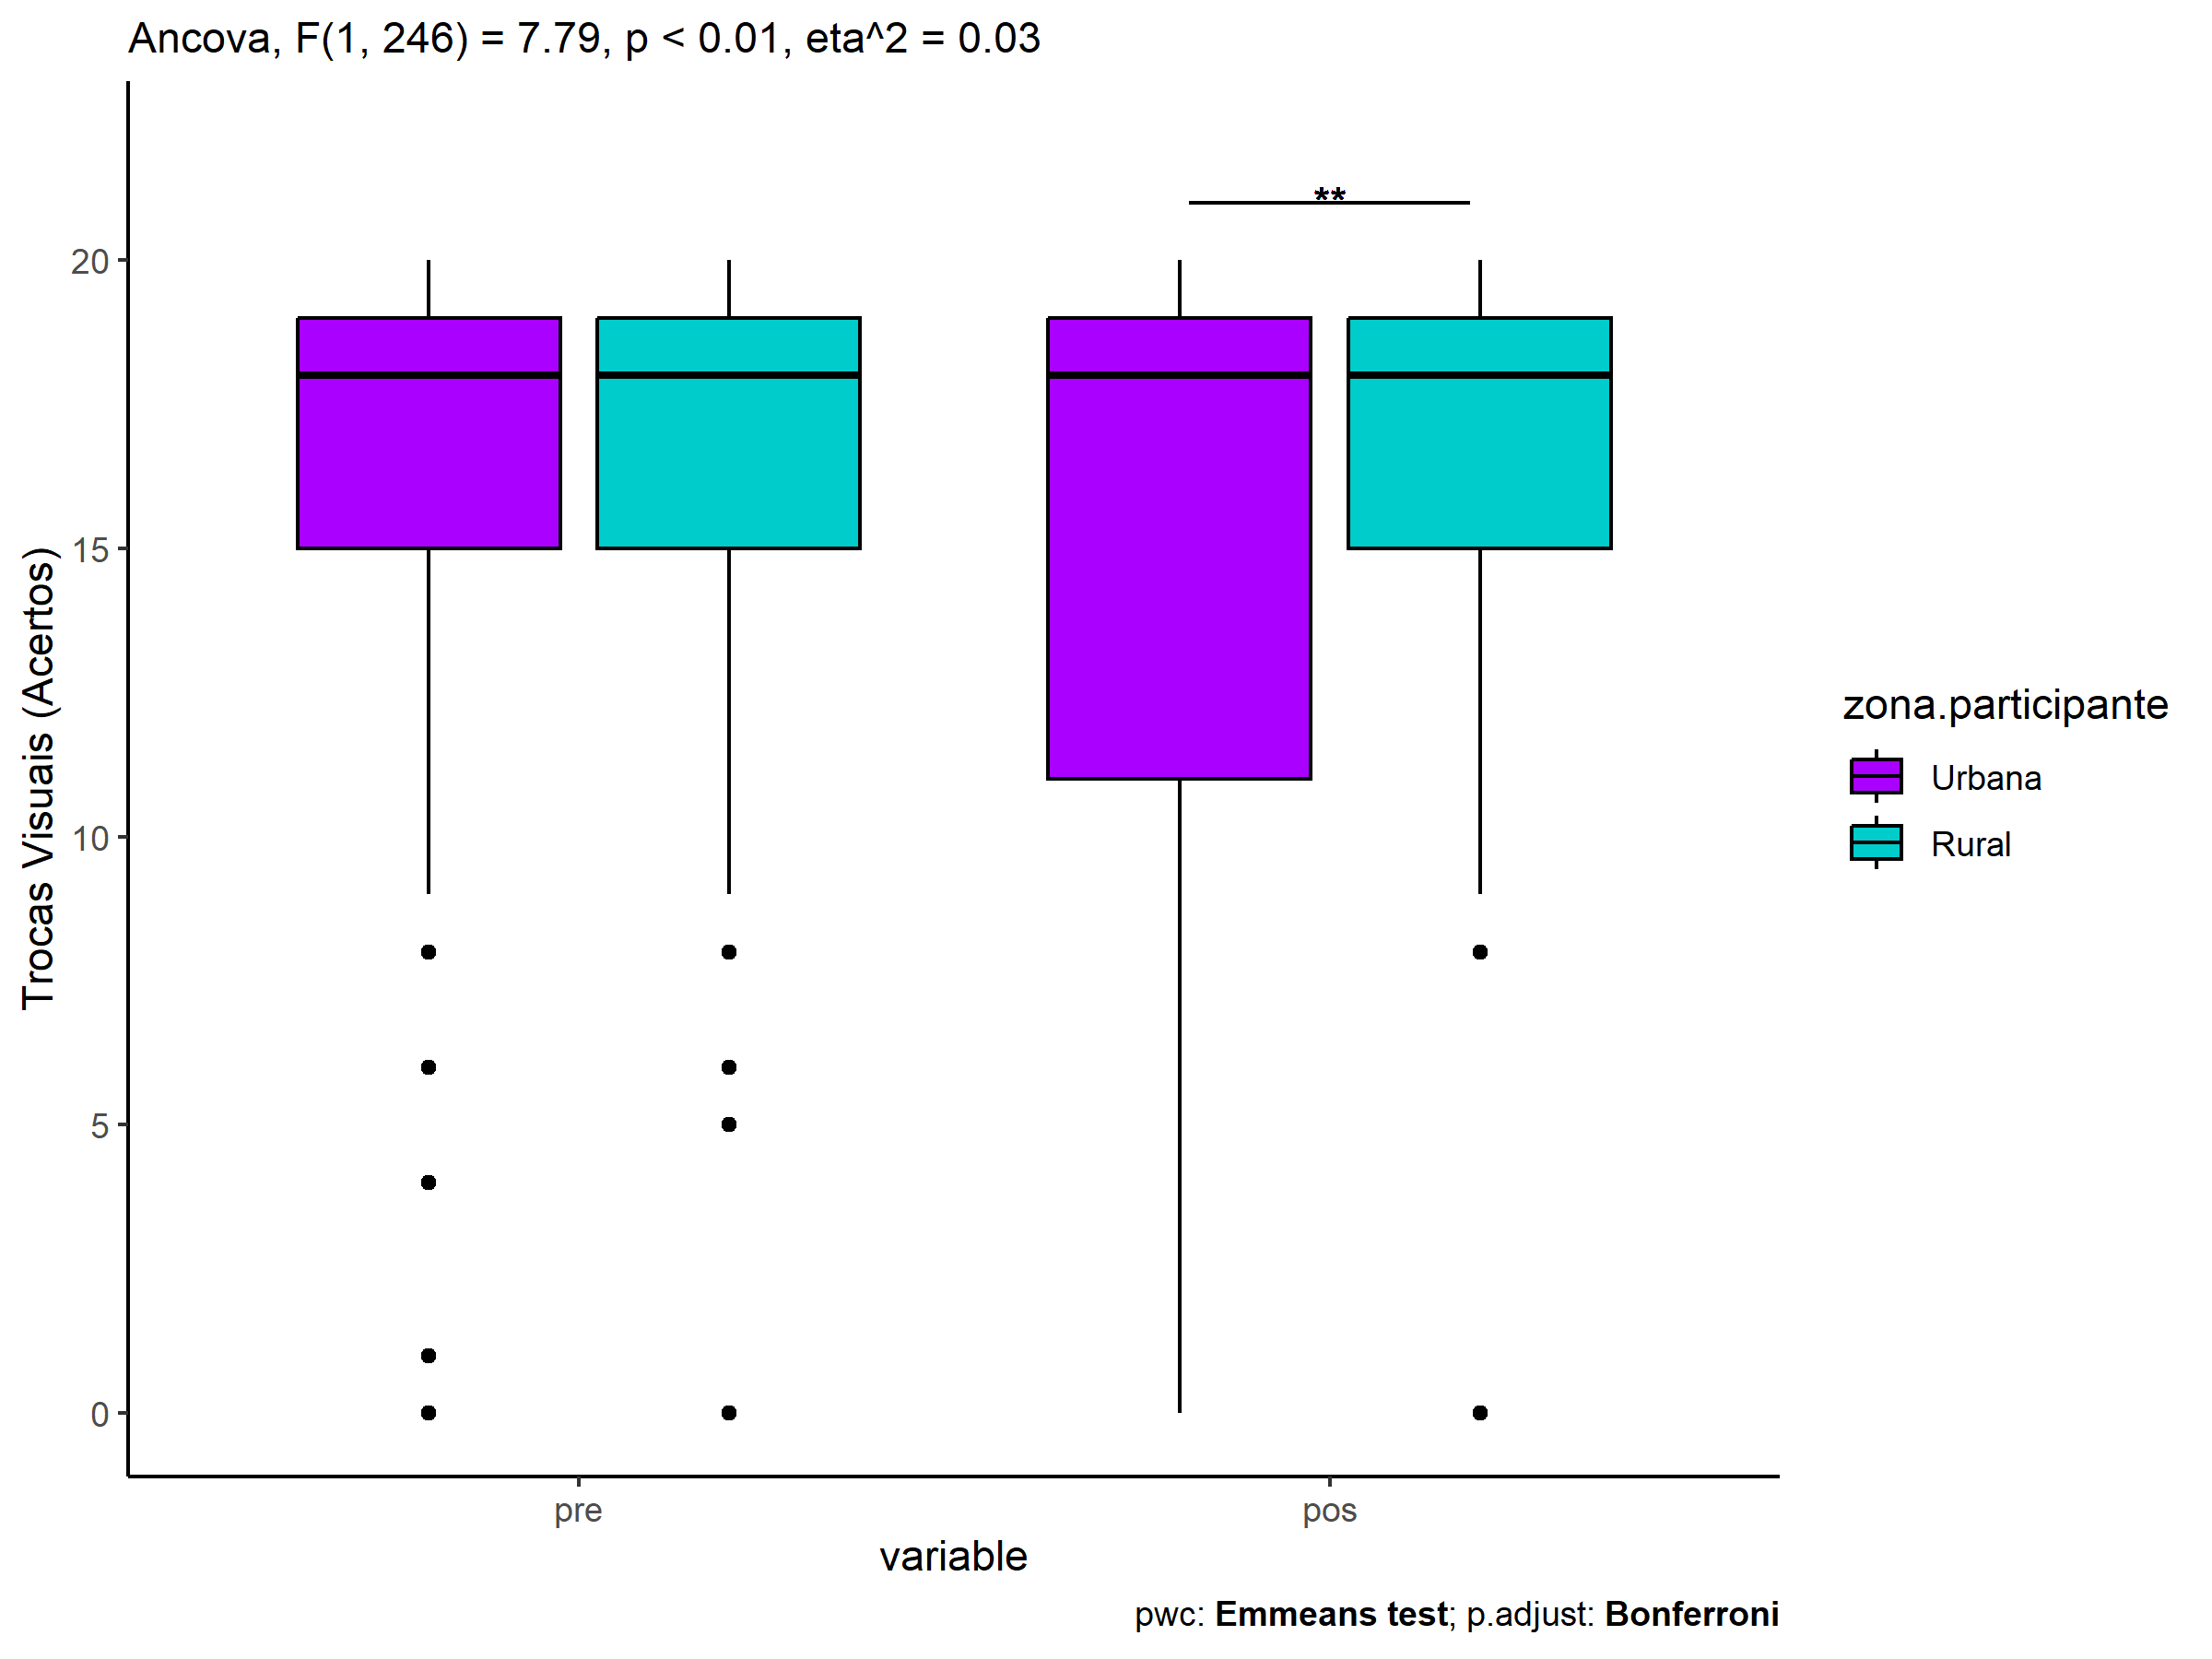 Ancova, F(1, 246) = 7.79, p < 0.01, eta^2 = 0.03
Trocas Visuais (Acertos)
20
15
10
5
0
**
pre
pos
variable
zona.participante
Urbana
Rural
pwc: Emmeans test; p.adjust: Bonferroni